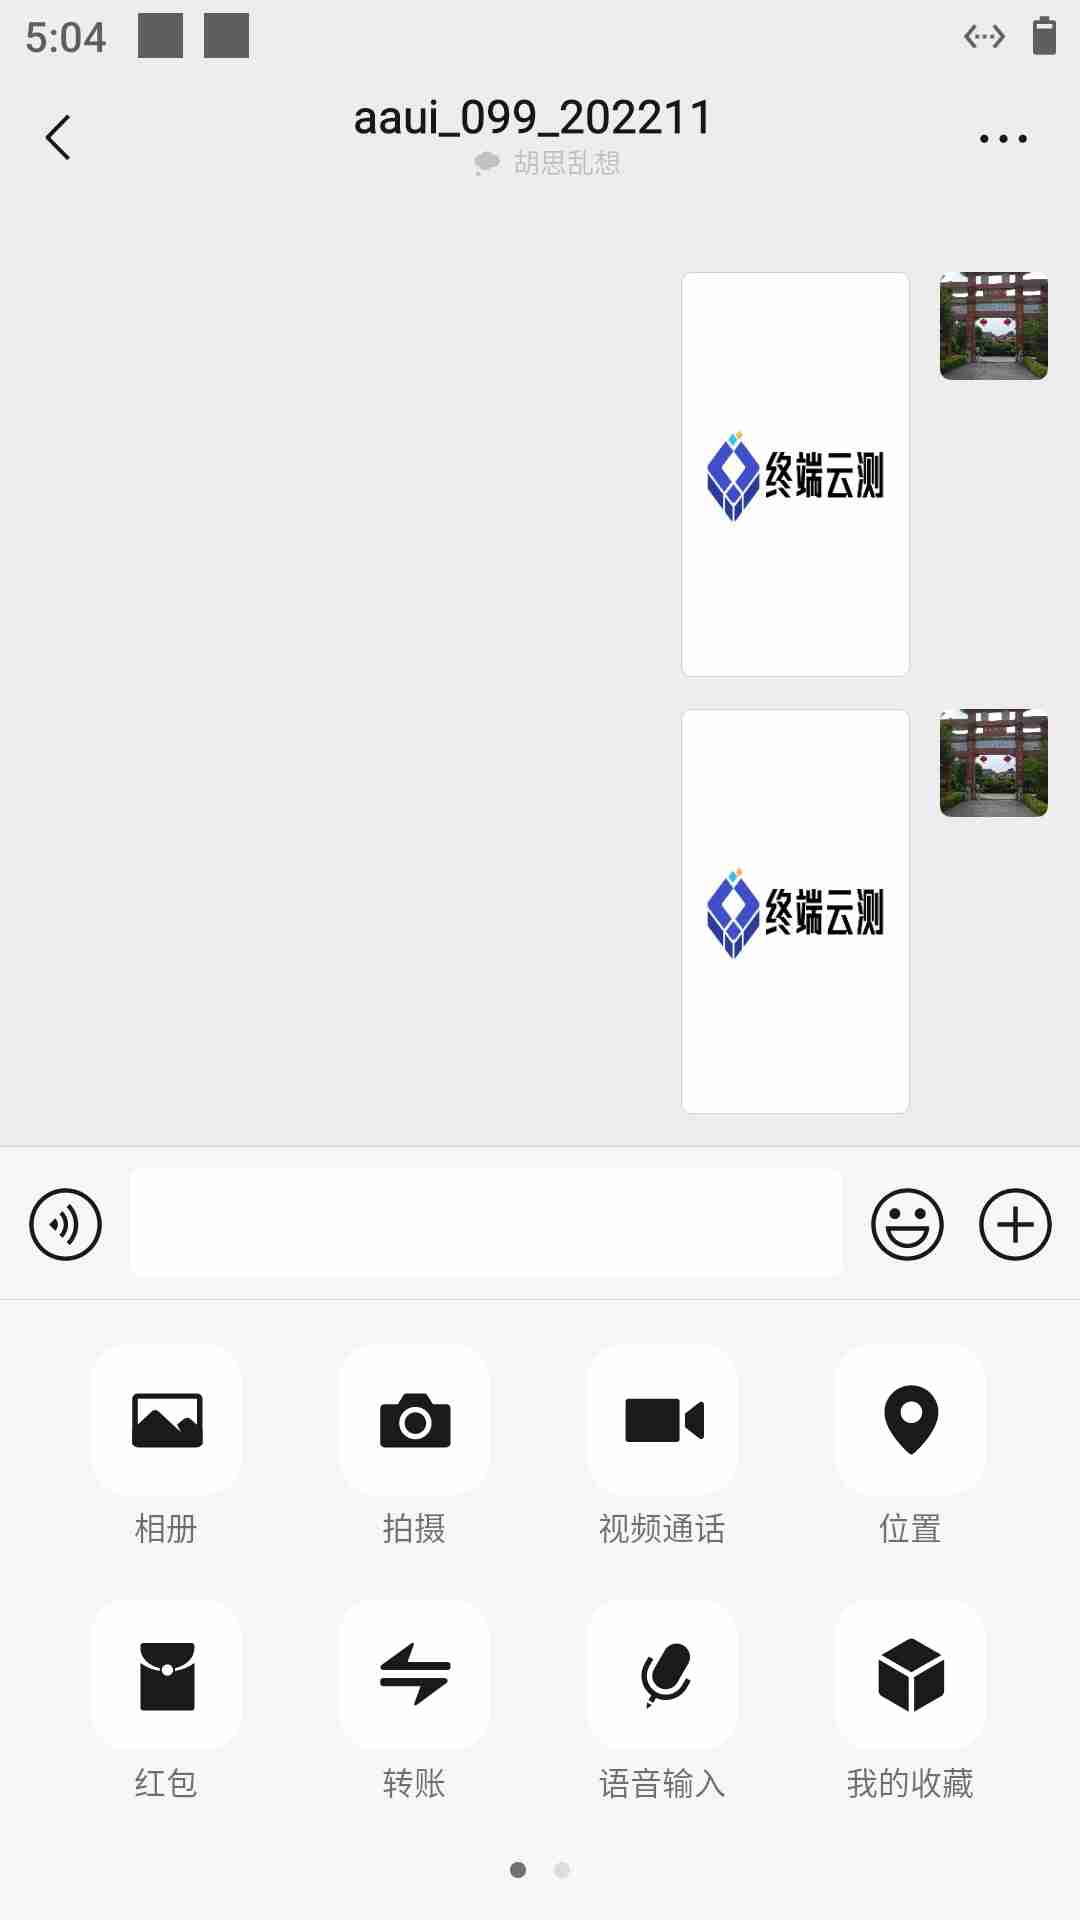 5:04
aaui_099_202211
胡思乱想
终端云测
终端云测
相册
拍摄
视频通话
位置
红包
转账
语音输入
我的收藏